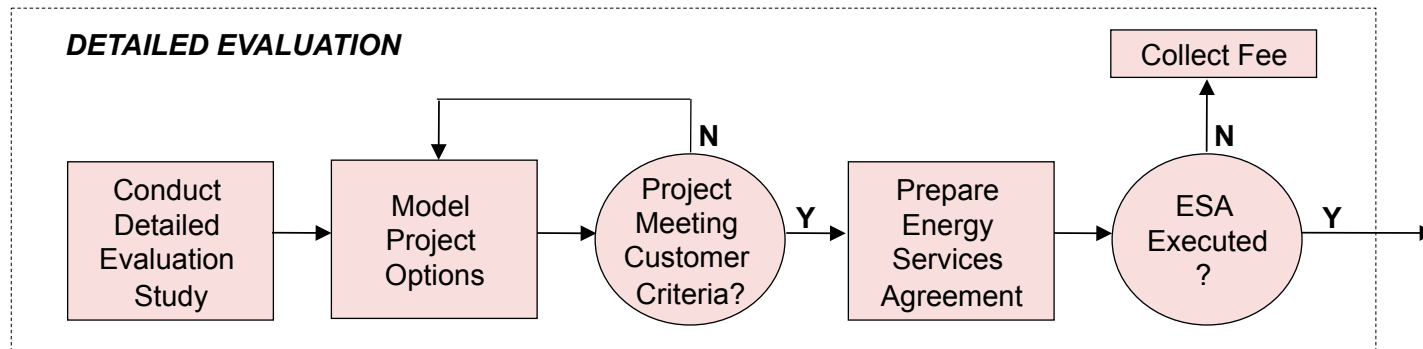 DETAILED EVALUATION
Collect Fee
N
N
Conduct
Detailed
Evaluation
Study
Model
Project
Options
Project
Meeting
Customer
Criteria?
Y
Prepare
Energy
Services
Agreement
ESA
Executed
?
Y